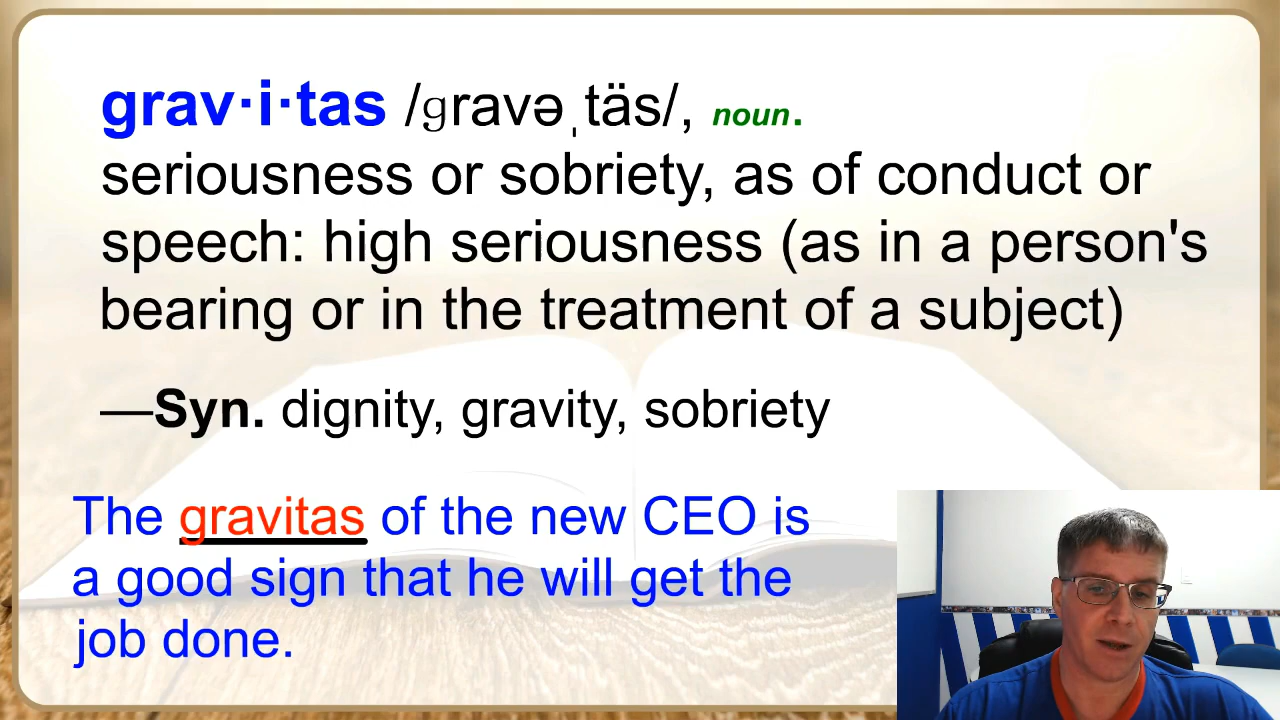 grav·i·tas /ɡravəˌtäs/, noun.
seriousness or sobriety, as of conduct or
speech: high seriousness (as in a person's
bearing or in the treatment of a subject)
—Syn. dignity, gravity, sobriety
The gravitas of the new CEO is
a good sign that he will get the
job done.